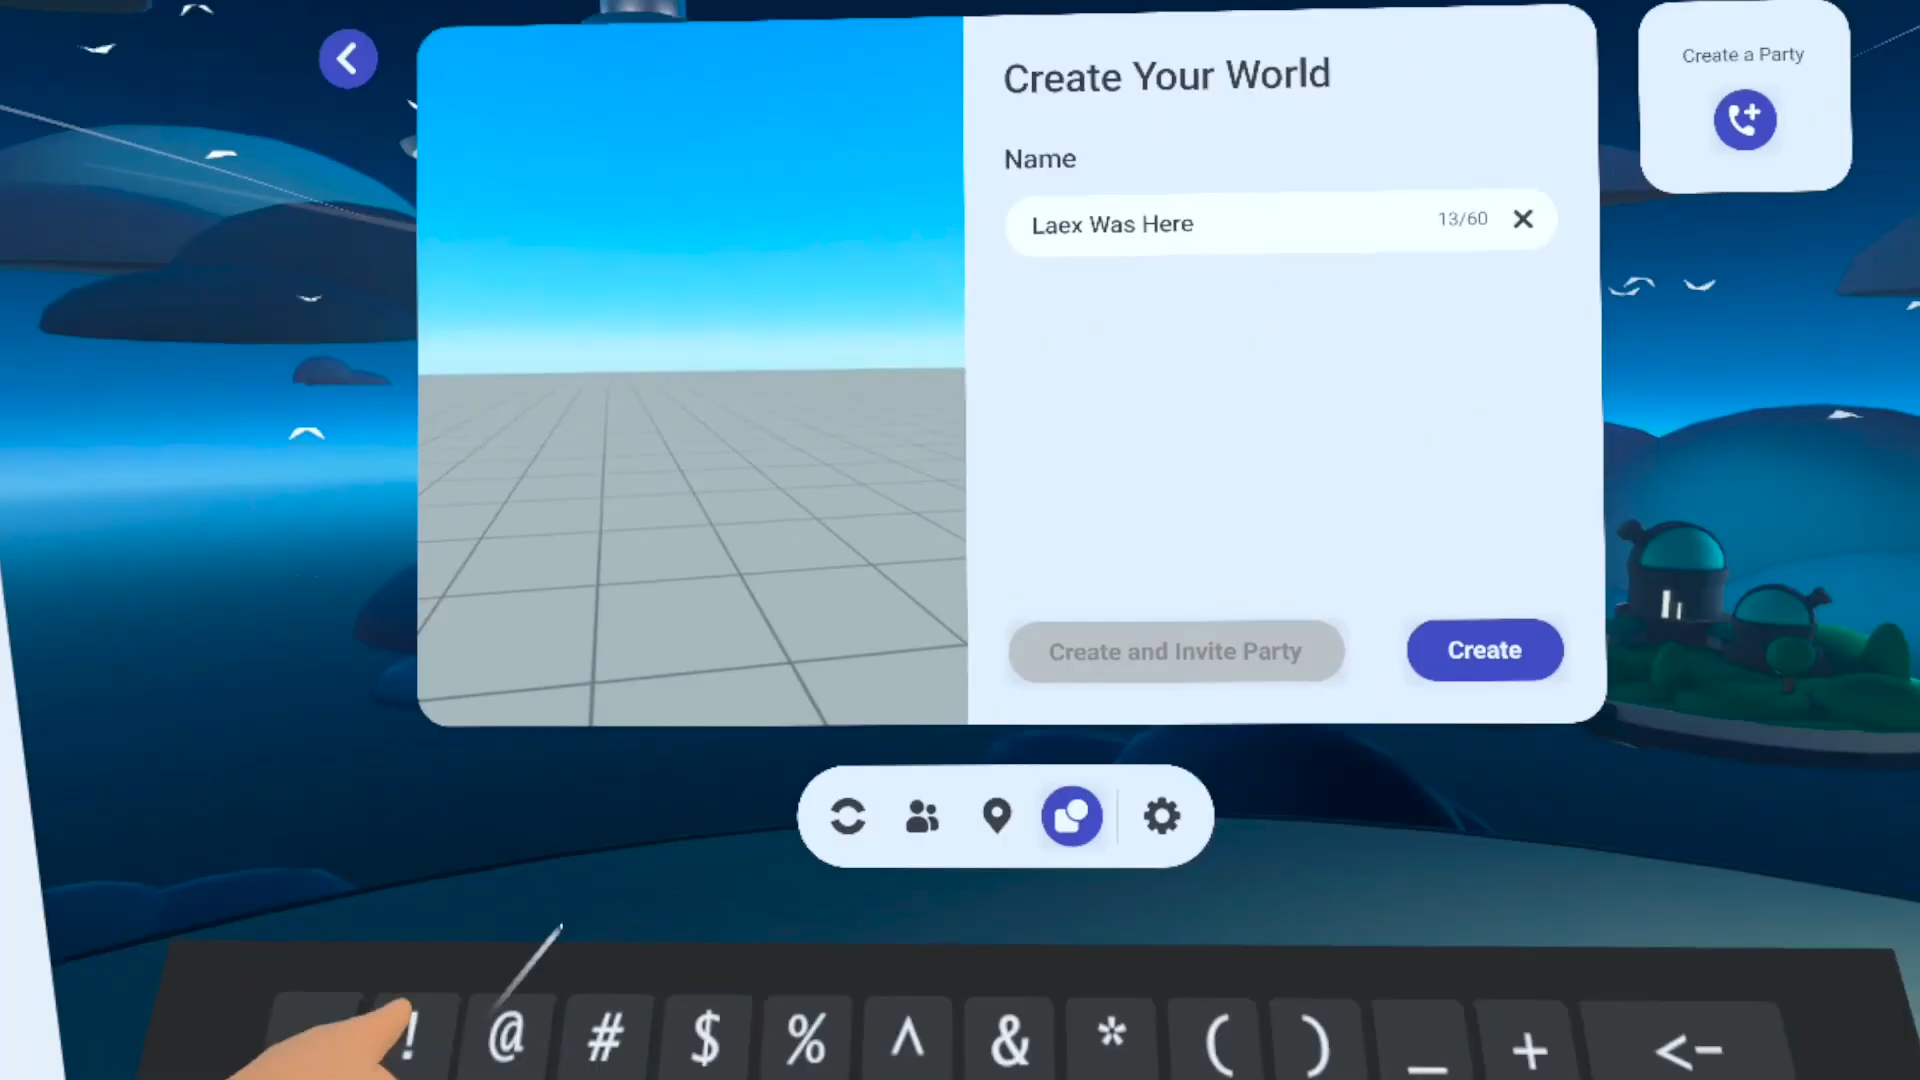 Create Your World
Create a Party
Name
Laex Was Here 13/60
Create and Invite Party
Create
! @ # $ % ^ & * ( ) _ + <-